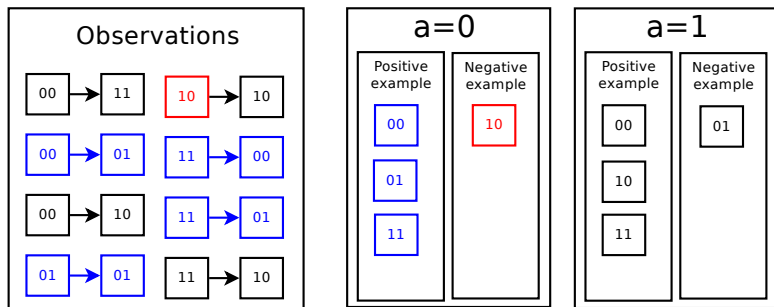 Observations
00 11 10 10
00 01 11 00
00 10 11 01
01 01 11 10
a=0
Positive example
00
01
11
Negative example
10
a=1
Positive example
00
10
11
Negative example
01